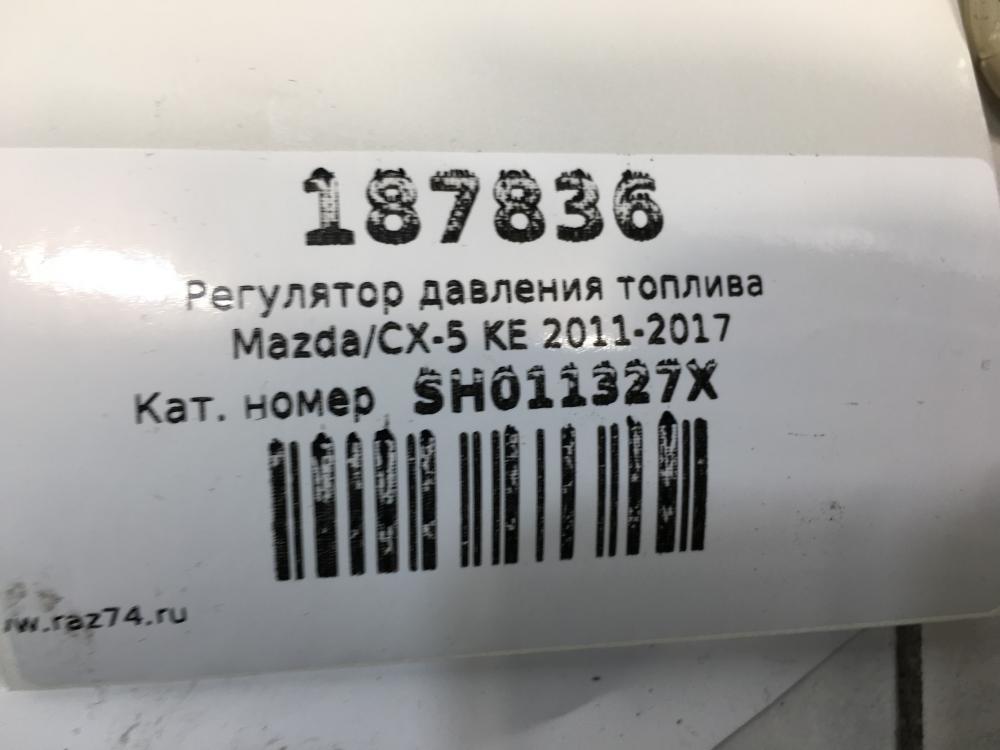 187836
Регулятор давления топлива
Mazda/CX-5 KE 2011-2017
Кат. номер SH011327X
w.raz74.ru